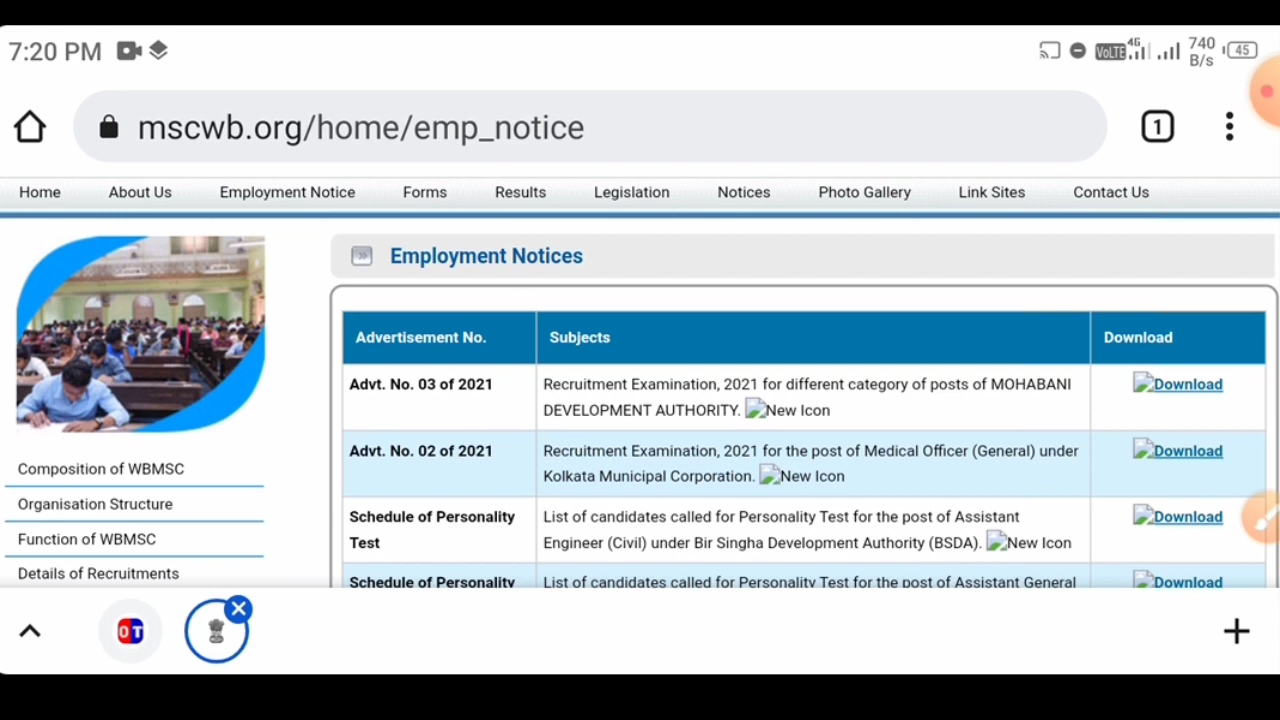 7:20 PM
VoLTE 4G 740 B/s 45
mscwb.org/home/emp_notice
1
Home About Us Employment Notice Forms Results Legislation Notices Photo Gallery Link Sites Contact Us
Employment Notices
Advertisement No. Subjects Download
Advt. No. 03 of 2021 Recruitment Examination, 2021 for different category of posts of MOHABANI Download
DEVELOPMENT AUTHORITY. New Icon
Advt. No. 02 of 2021 Recruitment Examination, 2021 for the post of Medical Officer (General) under Download
Kolkata Municipal Corporation. New Icon
Schedule of Personality List of candidates called for Personality Test for the post of Assistant Download
Test Engineer (Civil) under Bir Singha Development Authority (BSDA). New Icon
Schedule of Personality List of candidates called for Personality Test for the post of Assistant General Download
Composition of WBMSC
Organisation Structure
Function of WBMSC
Details of Recruitments
OT